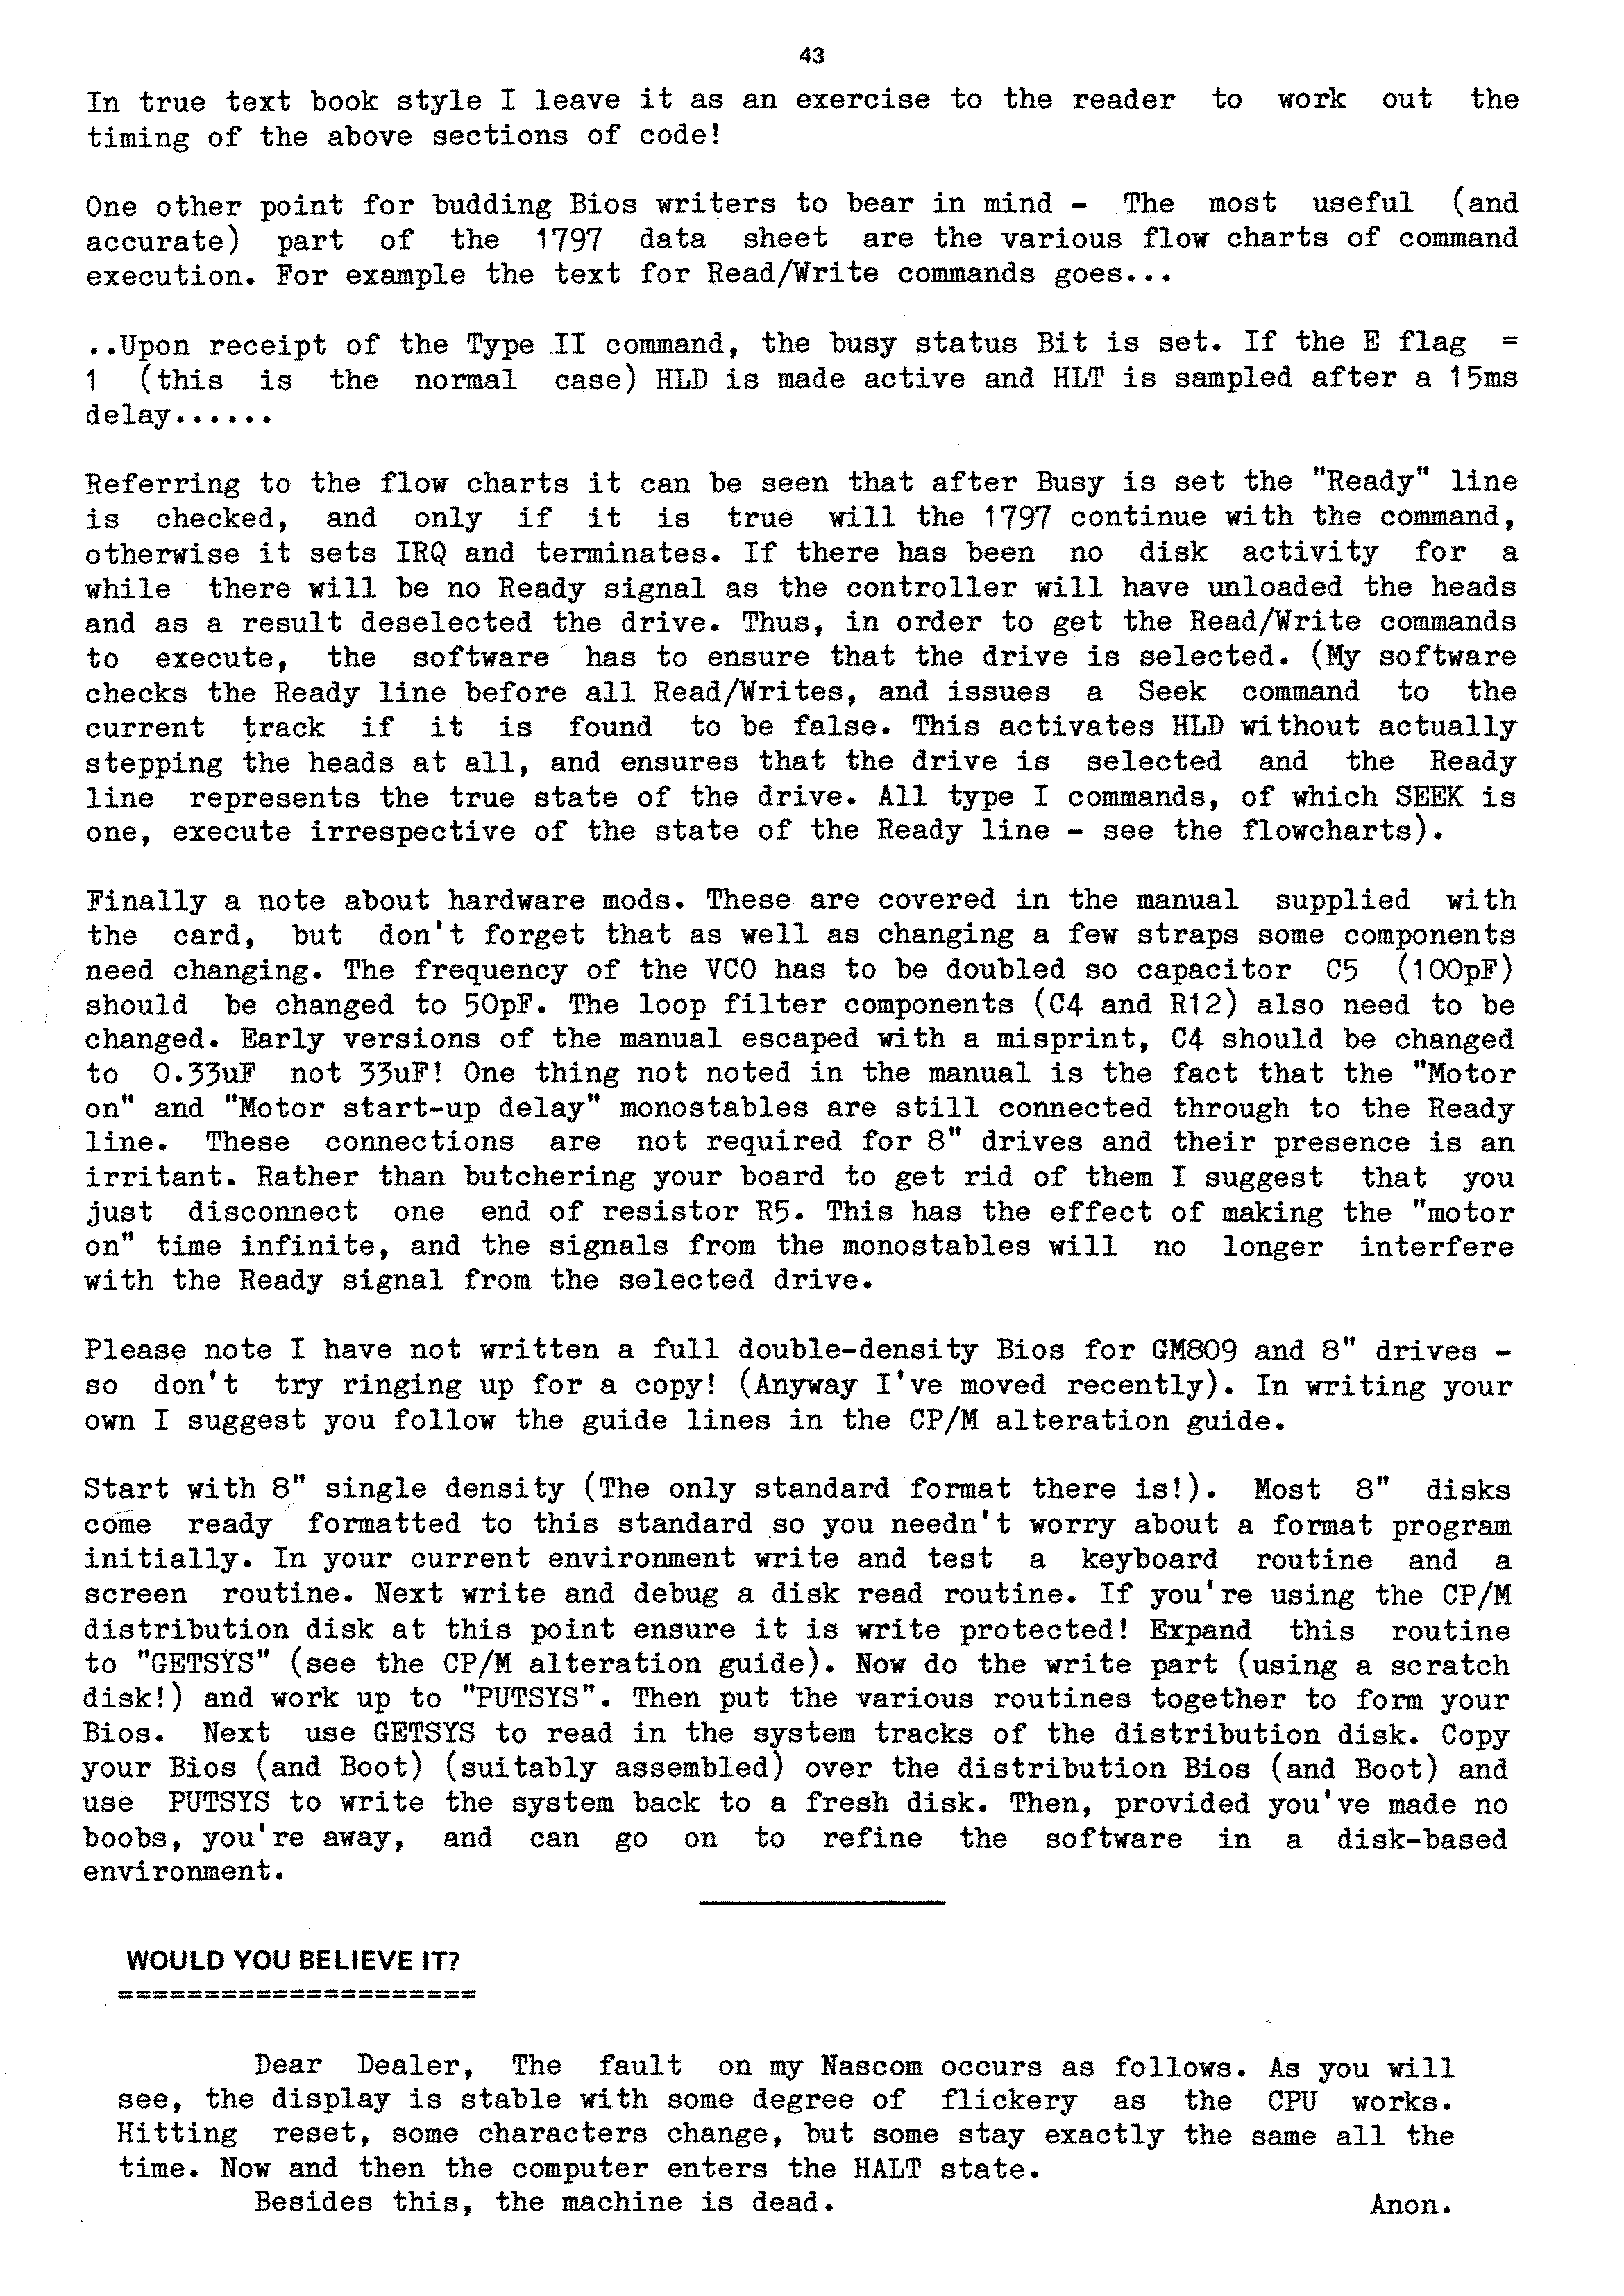 43
In true text book style I leave it as an exercise to the reader to work out the
timing of the above sections of code!
One other point for budding Bios writers to bear in mind - The most useful (and
accurate) part of the 1797 data sheet are the various flow charts of command
execution. For example the text for Read/Write commands goes...
..Upon receipt of the Type II command, the busy status Bit is set. If the E flag =
1 (this is the normal case) HLD is made active and HLT is sampled after a 15ms
delay......
Referring to the flow charts it can be seen that after Busy is set the "Ready" line
is checked, and only if it is true will the 1797 continue with the command,
otherwise it sets IRQ and terminates. If there has been no disk activity for a
while there will be no Ready signal as the controller will have unloaded the heads
and as a result deselected the drive. Thus, in order to get the Read/Write commands
to execute, the software has to ensure that the drive is selected. (My software
checks the Ready line before all Read/Writes, and issues a Seek command to the
current track if it is found to be false. This activates HLD without actually
stepping the heads at all, and ensures that the drive is selected and the Ready
line represents the true state of the drive. All type I commands, of which SEEK is
one, execute irrespective of the state of the Ready line - see the flowcharts).
Finally a note about hardware mods. These are covered in the manual supplied with
the card, but don't forget that as well as changing a few straps some components
need changing. The frequency of the VCO has to be doubled so capacitor C5 (100pF)
should be changed to 50pF. The loop filter components (C4 and R12) also need to be
changed. Early versions of the manual escaped with a misprint, C4 should be changed
to 0.33uF not 33uF! One thing not noted in the manual is the fact that the "Motor
on" and "Motor start-up delay" monostables are still connected through to the Ready
line. These connections are not required for 8" drives and their presence is an
irritant. Rather than butchering your board to get rid of them I suggest that you
just disconnect one end of resistor R5. This has the effect of making the "motor
on" time infinite, and the signals from the monostables will no longer interfere
with the Ready signal from the selected drive.
Please note I have not written a full double-density Bios for GM809 and 8" drives -
so don't try ringing up for a copy! (Anyway I've moved recently). In writing your
own I suggest you follow the guide lines in the CP/M alteration guide.
Start with 8" single density (The only standard format there is!). Most 8" disks
come ready formatted to this standard so you needn't worry about a format program
initially. In your current environment write and test a keyboard routine and a
screen routine. Next write and debug a disk read routine. If you're using the CP/M
distribution disk at this point ensure it is write protected! Expand this routine
to "GETSYS" (see the CP/M alteration guide). Now do the write part (using a scratch
disk!) and work up to "PUTSYS". Then put the various routines together to form your
Bios. Next use GETSYS to read in the system tracks of the distribution disk. Copy
your Bios (and Boot) (suitably assembled) over the distribution Bios (and Boot) and
use PUTSYS to write the system back to a fresh disk. Then, provided you've made no
boobs, you're away, and can go on to refine the software in a disk-based
environment.
WOULD YOU BELIEVE IT?
=====================
Dear Dealer, The fault on my Nascom occurs as follows. As you will
see, the display is stable with some degree of flickery as the CPU works.
Hitting reset, some characters change, but some stay exactly the same all the
time. Now and then the computer enters the HALT state.
Besides this, the machine is dead. Anon.